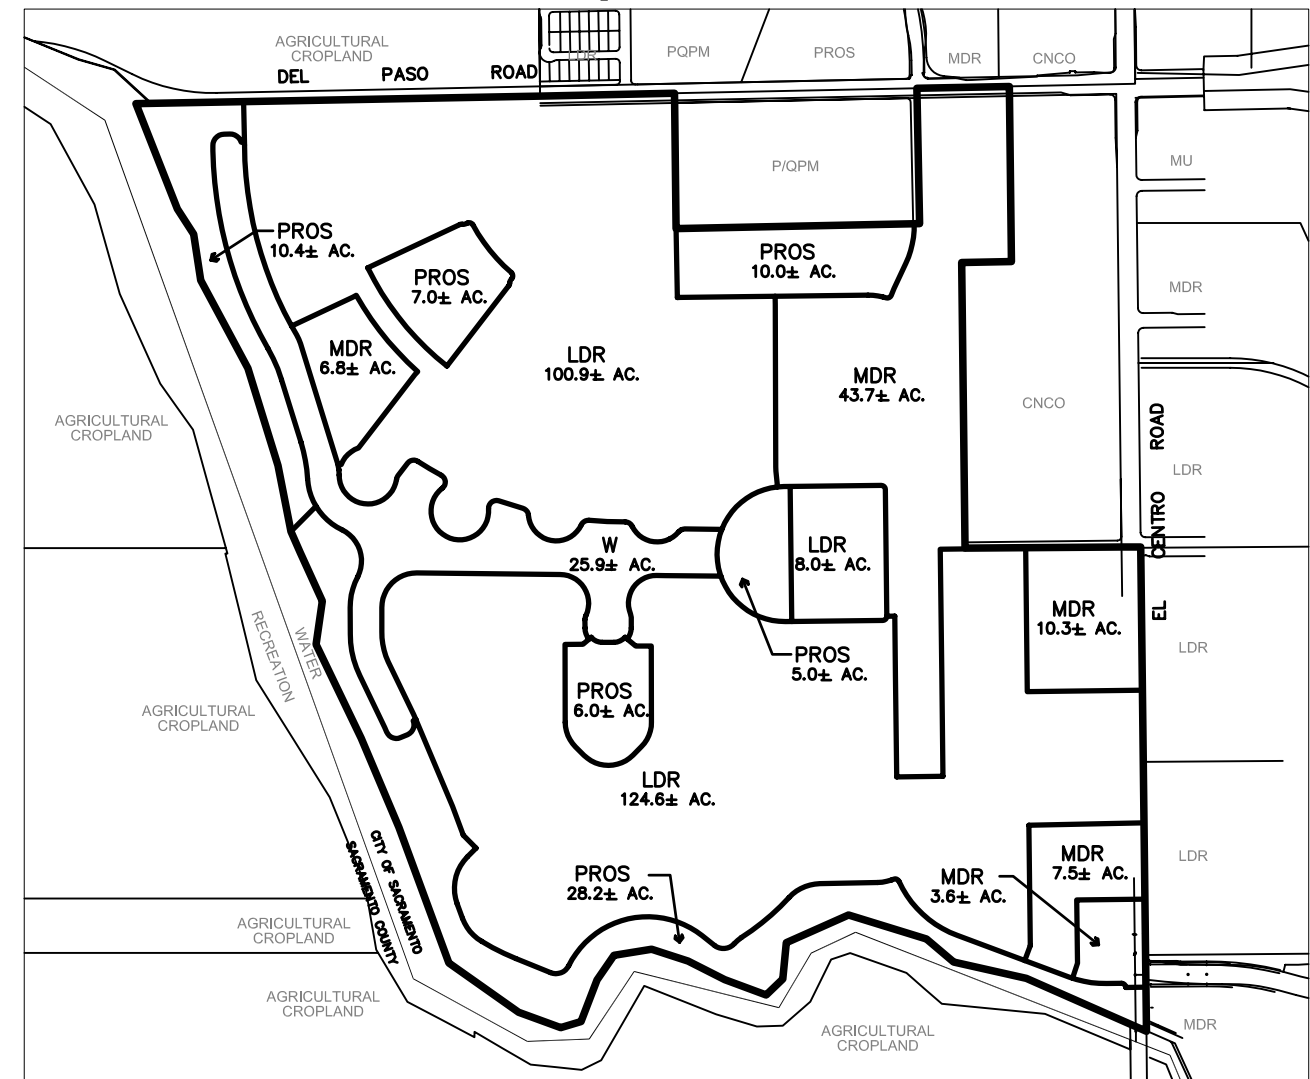 AGRICULTURAL
CROPLAND
DEL PASO ROAD
LDR
PQPM
PROS
MDR
CNCO
P/QPM
MU
PROS
10.4± AC.
PROS
7.0± AC.
PROS
10.0± AC.
MDR
MDR
6.8± AC.
LDR
100.9± AC.
MDR
43.7± AC.
CNCO
AGRICULTURAL
CROPLAND
EL CENTRO ROAD
LDR
W
25.9± AC.
LDR
8.0± AC.
MDR
10.3± AC.
WATER
RECREATION
PROS
5.0± AC.
LDR
PROS
6.0± AC.
AGRICULTURAL
CROPLAND
LDR
124.6± AC.
CITY OF SACRAMENTO
SACRAMENTO COUNTY
PROS
28.2± AC.
MDR
3.6± AC.
MDR
7.5± AC.
LDR
AGRICULTURAL
CROPLAND
AGRICULTURAL
CROPLAND
AGRICULTURAL
CROPLAND
MDR